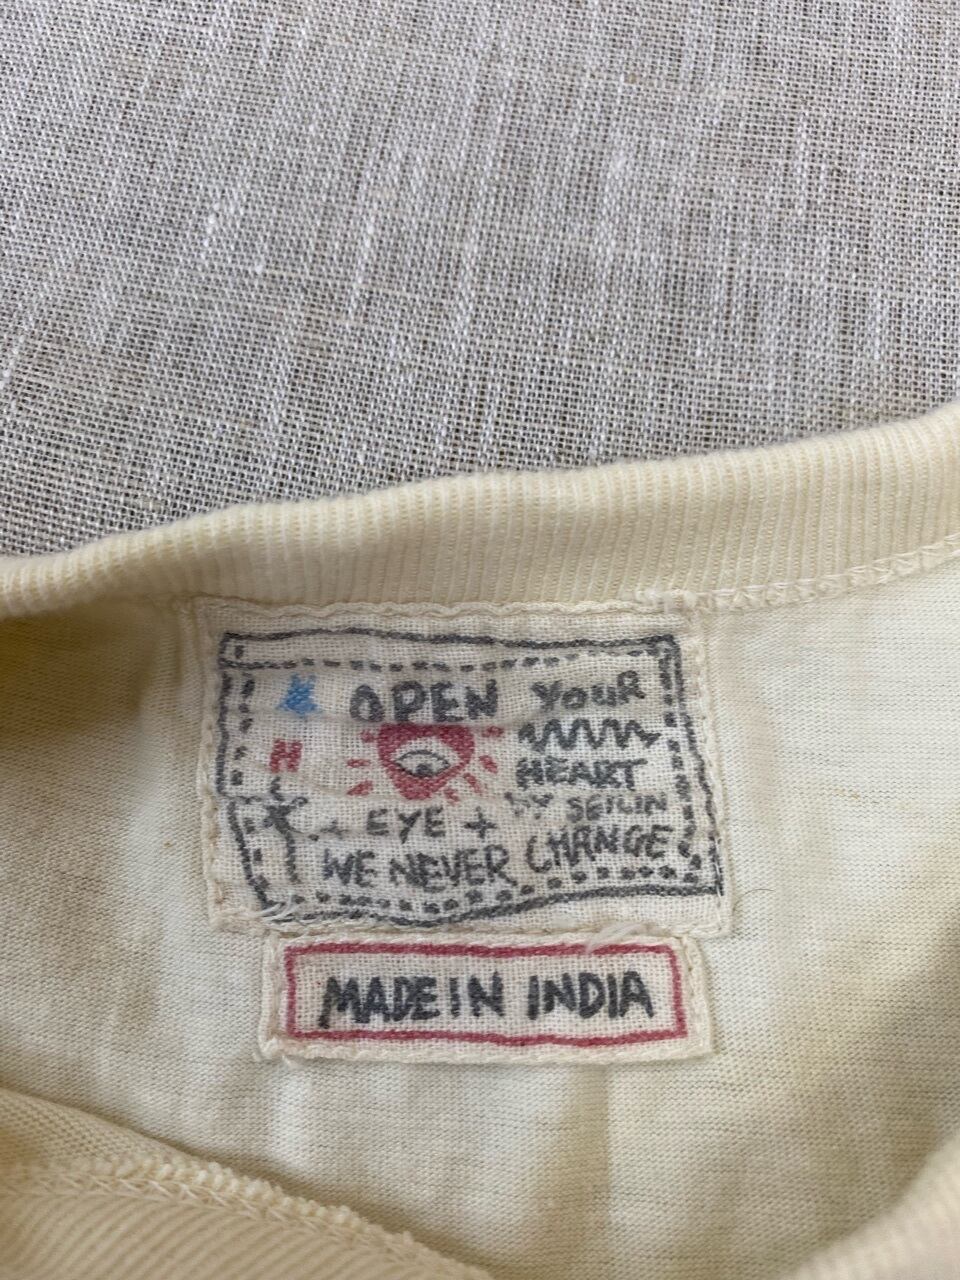 OPEN YOUR
N
HEART
EYE + BY SEILIN
WE NEVER CHANGE
MADE IN INDIA